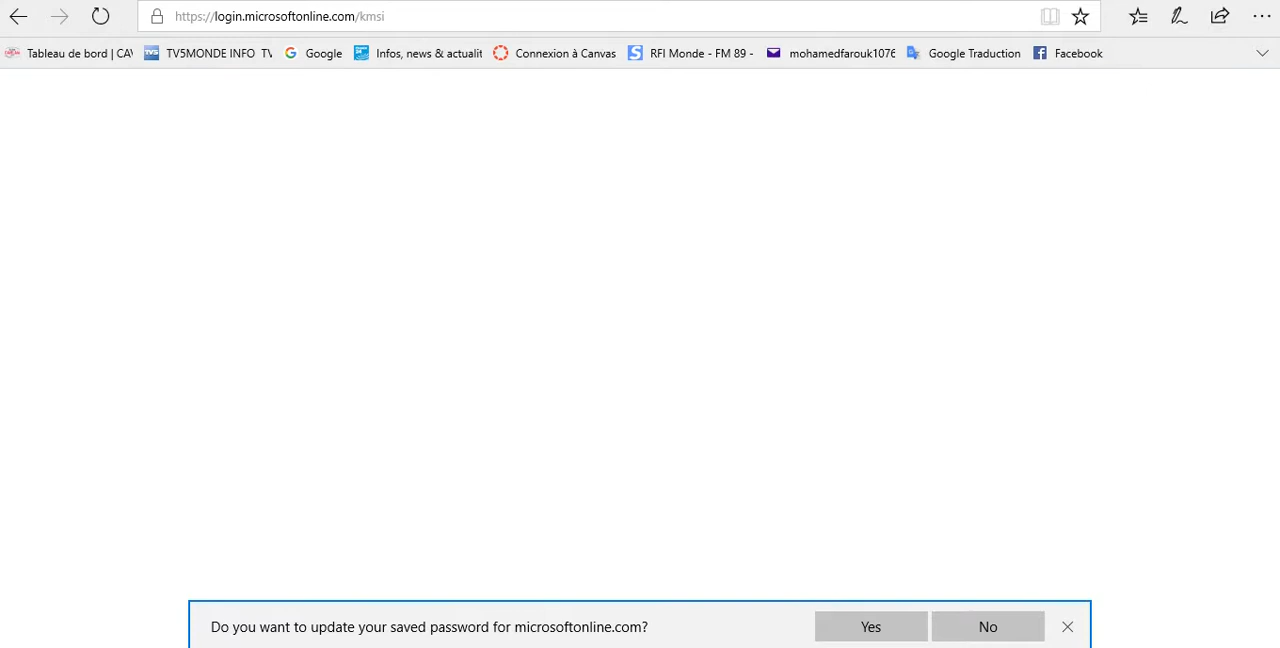 https://login.microsoftonline.com/kmsi
Tableau de bord | CAV TV5MONDE INFO TV Google Infos, news & actualit Connexion à Canvas RFI Monde - FM 89 - mohamedfarouk1076 Google Traduction Facebook
Do you want to update your saved password for microsoftonline.com? Yes No